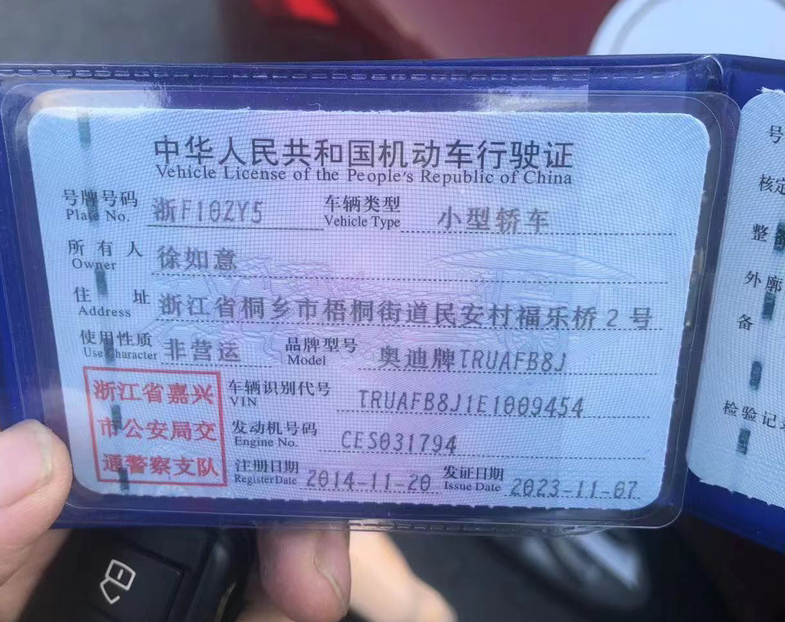 中华人民共和国机动车行驶证
Vehicle License of the People's Republic of China
号牌号码 浙F10ZY5 车辆类型 小型轿车
Plate No. Vehicle Type
所有人 徐如意
Owner
住址 浙江省桐乡市梧桐街道民安村福乐桥2号
Address
使用性质 非营运 品牌型号 奥迪牌TRUAFB8J
Use Character Model
浙江省嘉兴
市公安局交
通警察支队
车辆识别代号 TRUAFB8J1E1009454
VIN
发动机号码 CES031794
Engine No.
注册日期 2014-11-20 发证日期 2023-11-07
Register Date Issue Date
号
核定
整
外廓
备
检验记